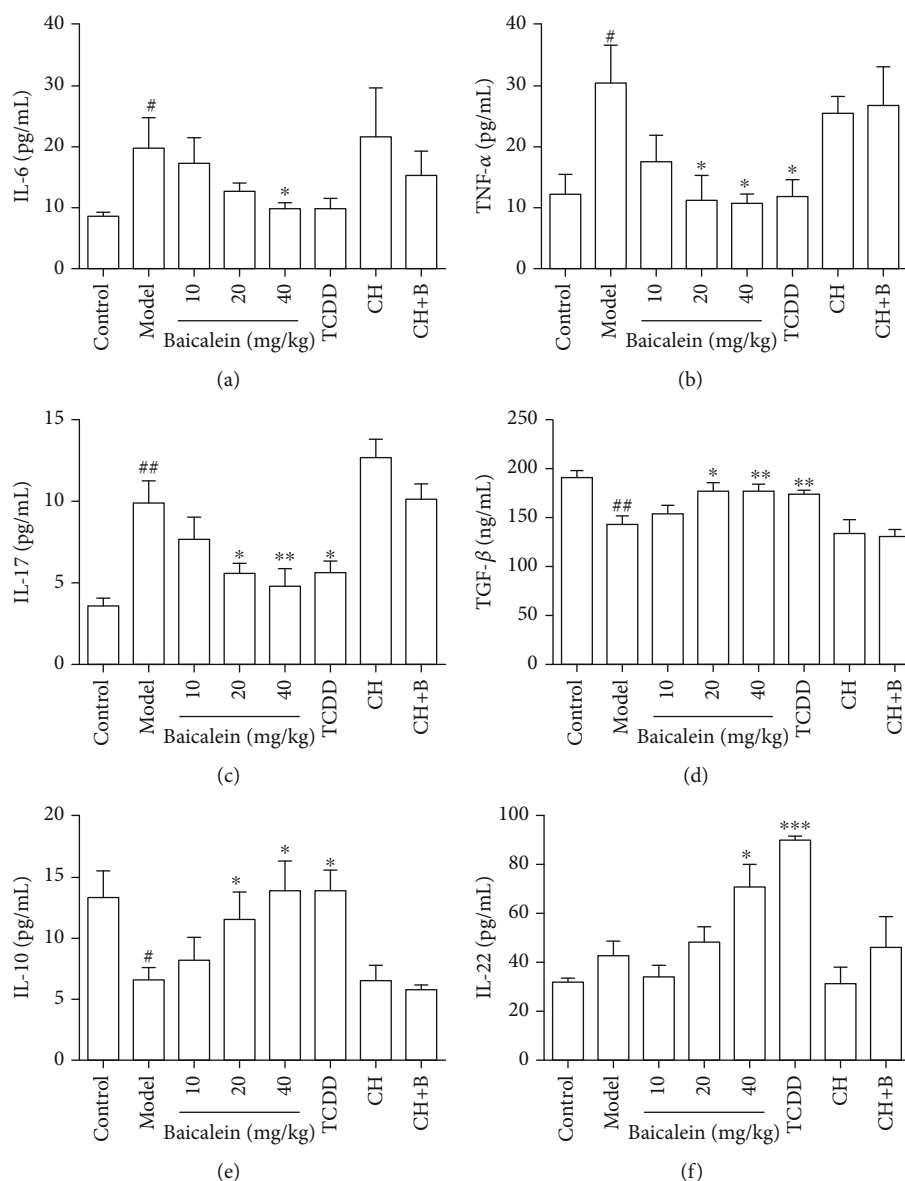 IL-6 (pg/mL)
40
30
20
10
0
#
*
Control
Model
10
20
40
TCDD
CH
CH+B
Baicalein (mg/kg)
(a)
TNF-α (pg/mL)
40
30
20
10
0
#
*
*
*
Control
Model
10
20
40
TCDD
CH
CH+B
Baicalein (mg/kg)
(b)
IL-17 (pg/mL)
15
10
5
0
##
*
**
*
Control
Model
10
20
40
TCDD
CH
CH+B
Baicalein (mg/kg)
(c)
TGF-β (ng/mL)
250
200
150
100
50
0
##
*
**
**
Control
Model
10
20
40
TCDD
CH
CH+B
Baicalein (mg/kg)
(d)
IL-10 (pg/mL)
20
15
10
5
0
#
*
*
*
Control
Model
10
20
40
TCDD
CH
CH+B
Baicalein (mg/kg)
(e)
IL-22 (pg/mL)
100
80
60
40
20
0
*
***
Control
Model
10
20
40
TCDD
CH
CH+B
Baicalein (mg/kg)
(f)